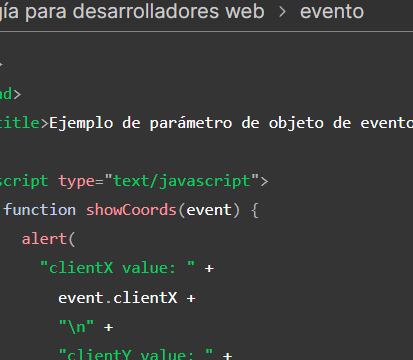 gía para desarrolladores web > evento
>
ad>
title>Ejemplo de parámetro de objeto de evento
script type="text/javascript">
function showCoords(event) {
alert(
"clientX value: " +
event.clientX +
"\n" +
"clientY value: " +